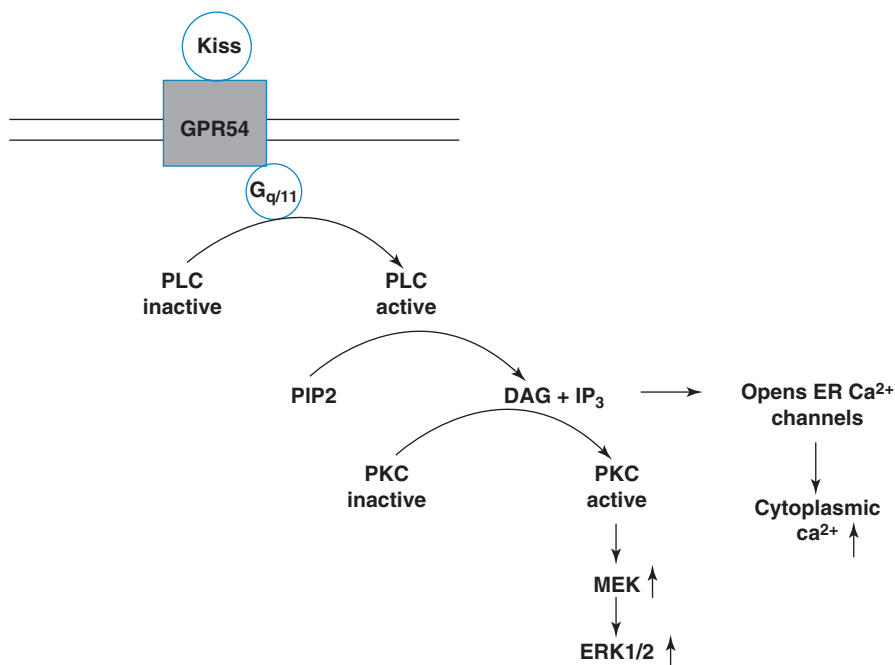 Kiss
GPR54
Gq/11
PLC
inactive
PLC
active
PIP2
DAG + IP3
Opens ER Ca2+
channels
PKC
inactive
PKC
active
Cytoplasmic
ca2+
MEK
ERK1/2